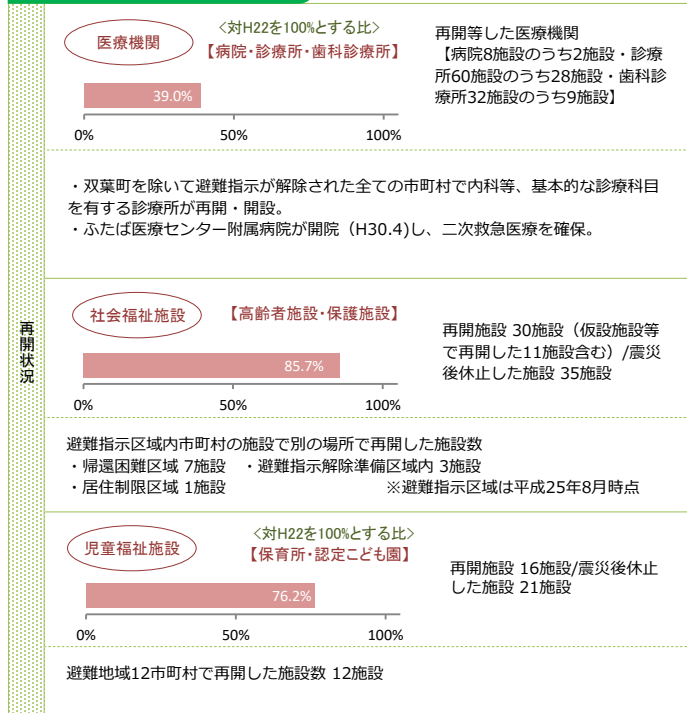 再開状況
医療機関
<対H22を100%とする比>
【病院・診療所・歯科診療所】
39.0%
0% 50% 100%
再開等した医療機関
【病院8施設のうち2施設・診療
所60施設のうち28施設・歯科診
療所32施設のうち9施設】
・双葉町を除いて避難指示が解除された全ての市町村で内科等、基本的な診療科目
を有する診療所が再開・開設。
・ふたば医療センター附属病院が開院（H30.4)し、二次救急医療を確保。
社会福祉施設
【高齢者施設・保護施設】
85.7%
0% 50% 100%
再開施設 30施設（仮設施設等
で再開した11施設含む）/震災
後休止した施設 35施設
避難指示区域内市町村の施設で別の場所で再開した施設数
・帰還困難区域 7施設 ・避難指示解除準備区域内 3施設
・居住制限区域 1施設 ※避難指示区域は平成25年8月時点
児童福祉施設
<対H22を100%とする比>
【保育所・認定こども園】
76.2%
0% 50% 100%
再開施設 16施設/震災後休止
した施設 21施設
避難地域12市町村で再開した施設数 12施設